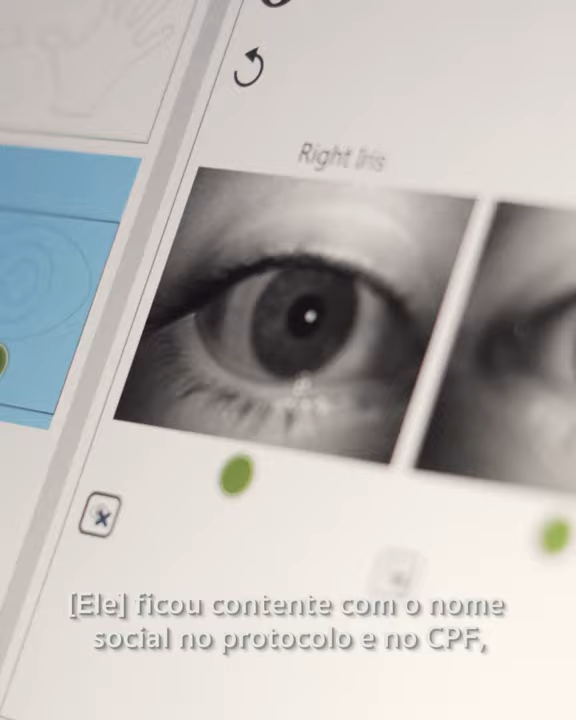 Right Iris
[Ele] ficou contente com o nome
social no protocolo e no CPF,